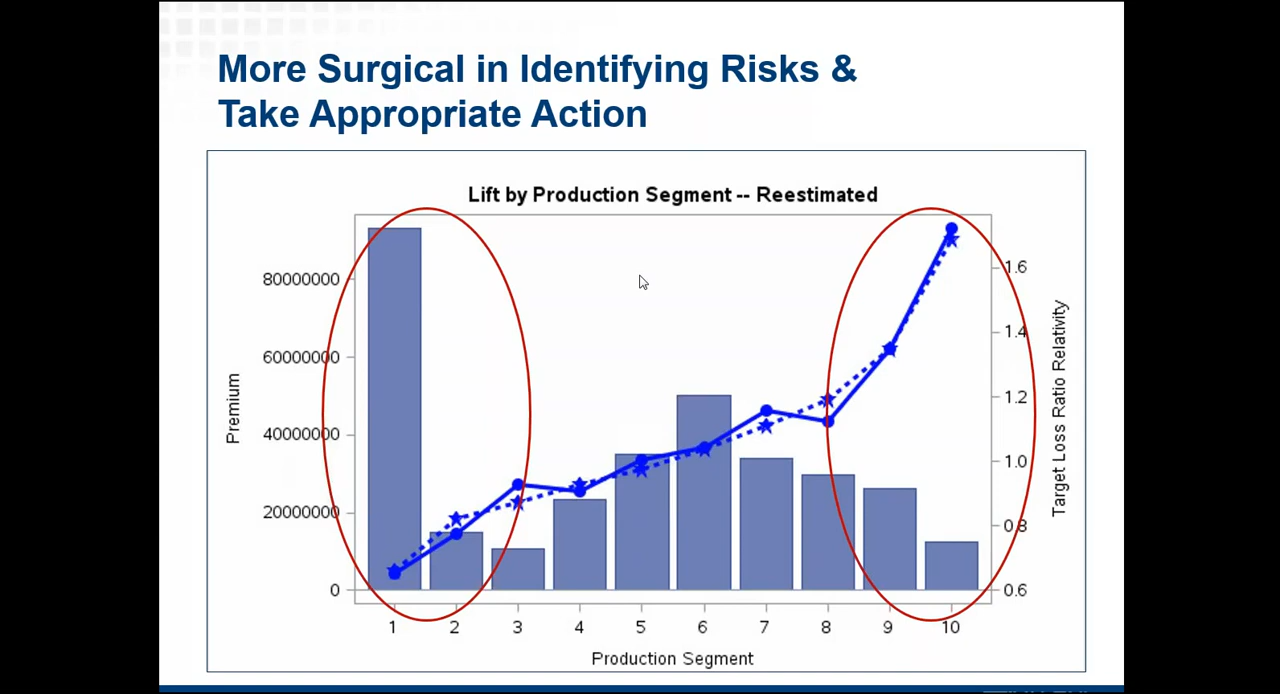 More Surgical in Identifying Risks &
Take Appropriate Action
Lift by Production Segment -- Reestimated
80000000
60000000
40000000
20000000
0
Premium
1.6
1.4
1.2
1.0
0.8
0.6
Target Loss Ratio Relativity
1 2 3 4 5 6 7 8 9 10
Production Segment